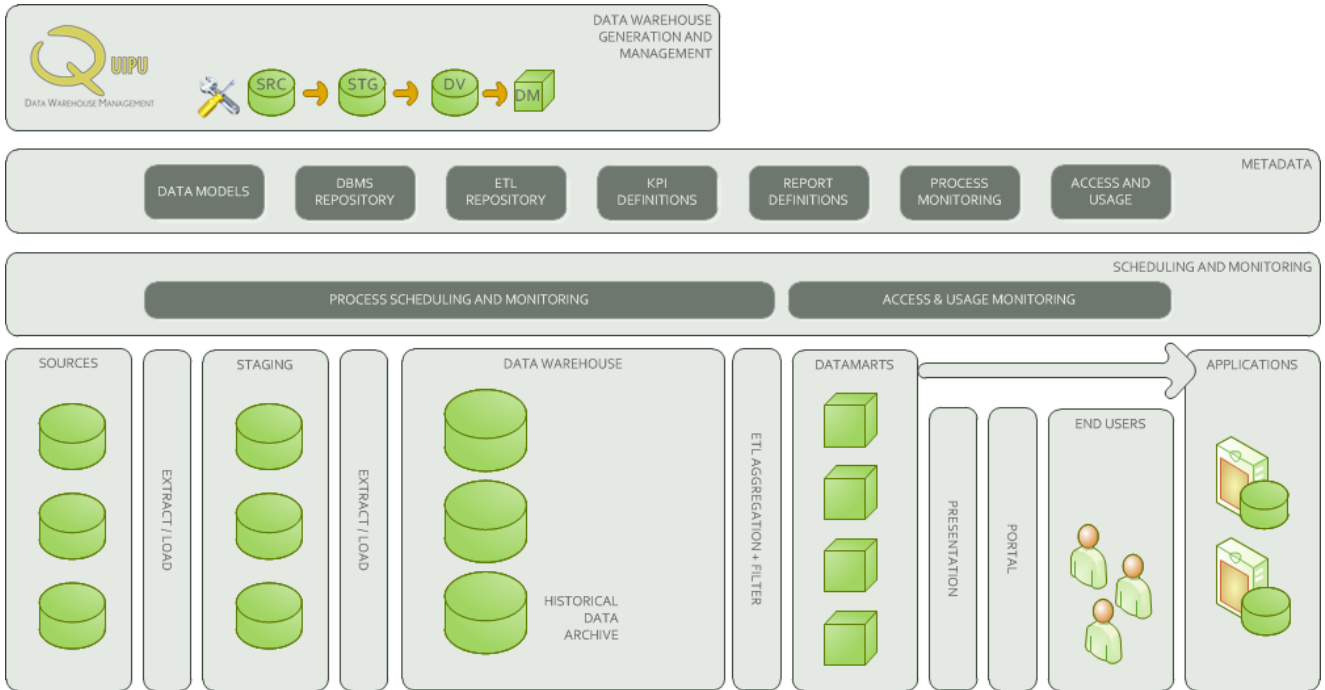 DATA WAREHOUSE
GENERATION AND
MANAGEMENT
QUIPU
DATA WAREHOUSE MANAGEMENT
SRC
STG
DV
DM
METADATA
DATA MODELS
DBMS
REPOSITORY
ETL
REPOSITORY
KPI
DEFINITIONS
REPORT
DEFINITIONS
PROCESS
MONITORING
ACCESS AND
USAGE
SCHEDULING AND MONITORING
PROCESS SCHEDULING AND MONITORING
ACCESS & USAGE MONITORING
SOURCES
EXTRACT / LOAD
STAGING
EXTRACT / LOAD
DATA WAREHOUSE
HISTORICAL
DATA
ARCHIVE
ETL AGGREGATION + FILTER
DATAMARTS
PRESENTATION
PORTAL
END USERS
APPLICATIONS